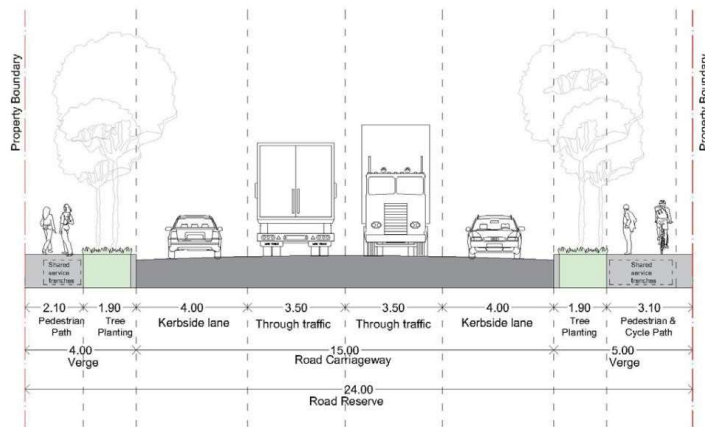 Property Boundary
Property Boundary
Shared
service
trenches
Shared
service
trenches
2.10
1.90
4.00
3.50
3.50
4.00
1.90
3.10
Pedestrian
Path
Tree
Planting
Kerbside lane
Through traffic
Through traffic
Kerbside lane
Tree
Planting
Pedestrian &
Cycle Path
4.00
Verge
15.00
Road Carriageway
5.00
Verge
24.00
Road Reserve